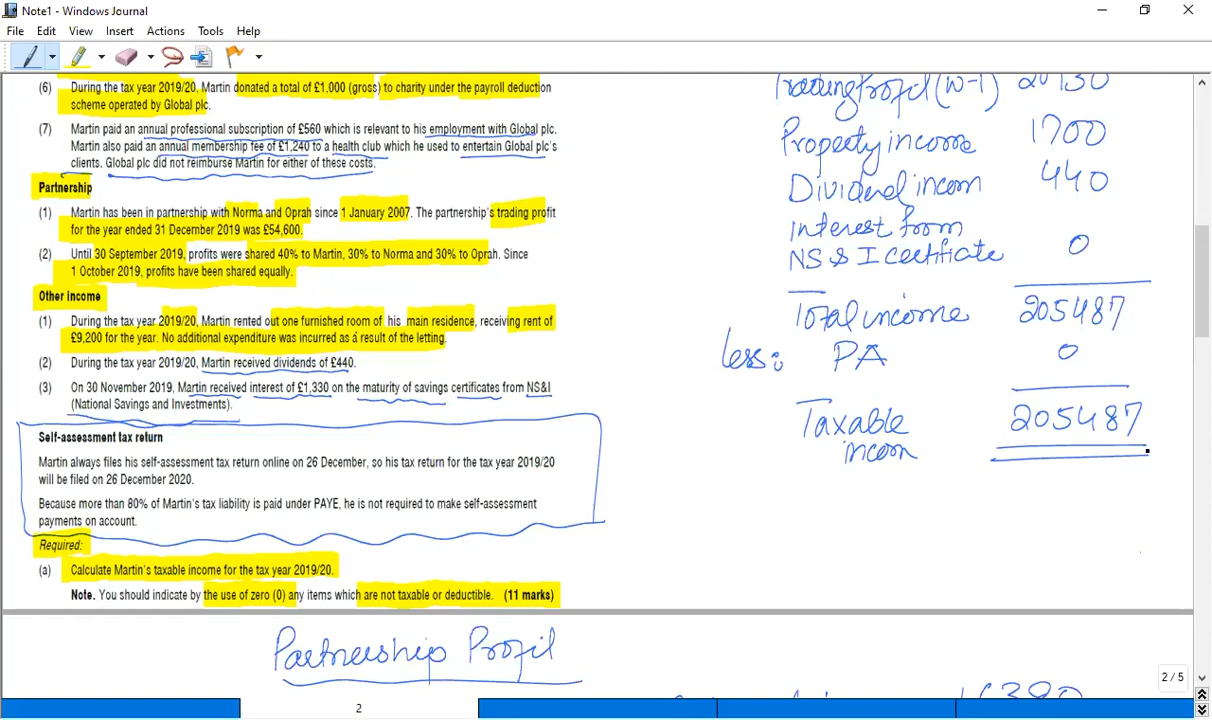 Note1 - Windows Journal
File Edit View Insert Actions Tools Help
(6) During the tax year 2019/20, Martin donated a total of £1,000 (gross) to charity under the payroll deduction
scheme operated by Global plc.
(7) Martin paid an annual professional subscription of £560 which is relevant to his employment with Global plc.
Martin also paid an annual membership fee of £1,240 to a health club which he used to entertain Global plc's
clients. Global plc did not reimburse Martin for either of these costs.
Partnership
(1) Martin has been in partnership with Norma and Oprah since 1 January 2007. The partnership's trading profit
for the year ended 31 December 2019 was £54,600.
(2) Until 30 September 2019, profits were shared 40% to Martin, 30% to Norma and 30% to Oprah. Since
1 October 2019, profits have been shared equally.
Other income
(1) During the tax year 2019/20, Martin rented out one furnished room of his main residence, receiving rent of
£9,200 for the year. No additional expenditure was incurred as a result of the letting.
(2) During the tax year 2019/20, Martin received dividends of £440.
(3) On 30 November 2019, Martin received interest of £1,330 on the maturity of savings certificates from NS&I
(National Savings and Investments).
Self-assessment tax return
Martin always files his self-assessment tax return online on 26 December, so his tax return for the tax year 2019/20
will be filed on 26 December 2020.
Because more than 80% of Martin's tax liability is paid under PAYE, he is not required to make self-assessment
payments on account.
Required:
(a) Calculate Martin's taxable income for the tax year 2019/20.
Note. You should indicate by the use of zero (0) any items which are not taxable or deductible. (11 marks)
Trading Profit (W-1) 20130
Property income 1700
Dividend incom 440
Interest from
NS & I certificate 0
Total income 205487
less: PA 0
Taxable 205487
incom
Partnership Profit
2 / 5
2